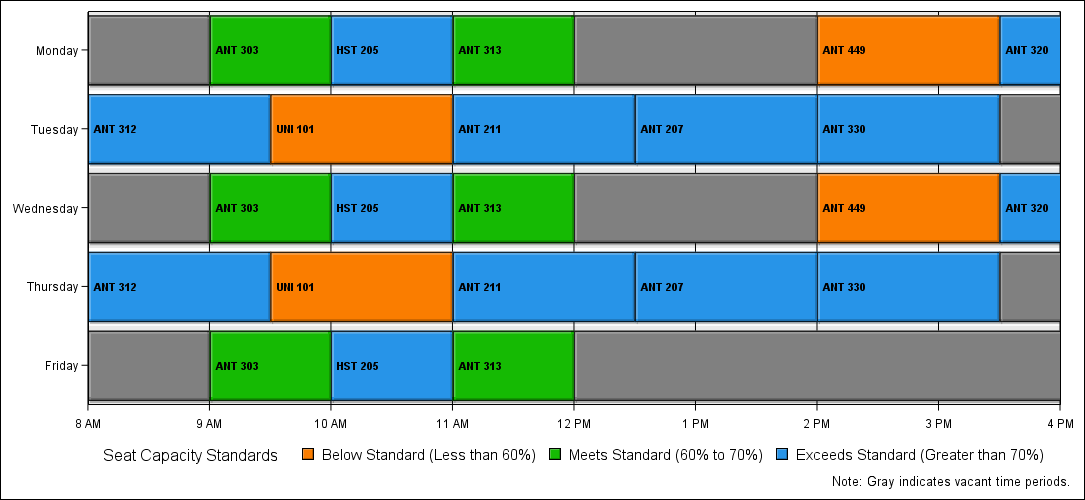 Monday ANT 303 HST 205 ANT 313 ANT 449 ANT 320
Tuesday ANT 312 UNI 101 ANT 211 ANT 207 ANT 330
Wednesday ANT 303 HST 205 ANT 313 ANT 449 ANT 320
Thursday ANT 312 UNI 101 ANT 211 ANT 207 ANT 330
Friday ANT 303 HST 205 ANT 313
8 AM 9 AM 10 AM 11 AM 12 PM 1 PM 2 PM 3 PM 4 PM
Seat Capacity Standards Below Standard (Less than 60%) Meets Standard (60% to 70%) Exceeds Standard (Greater than 70%)
Note: Gray indicates vacant time periods.